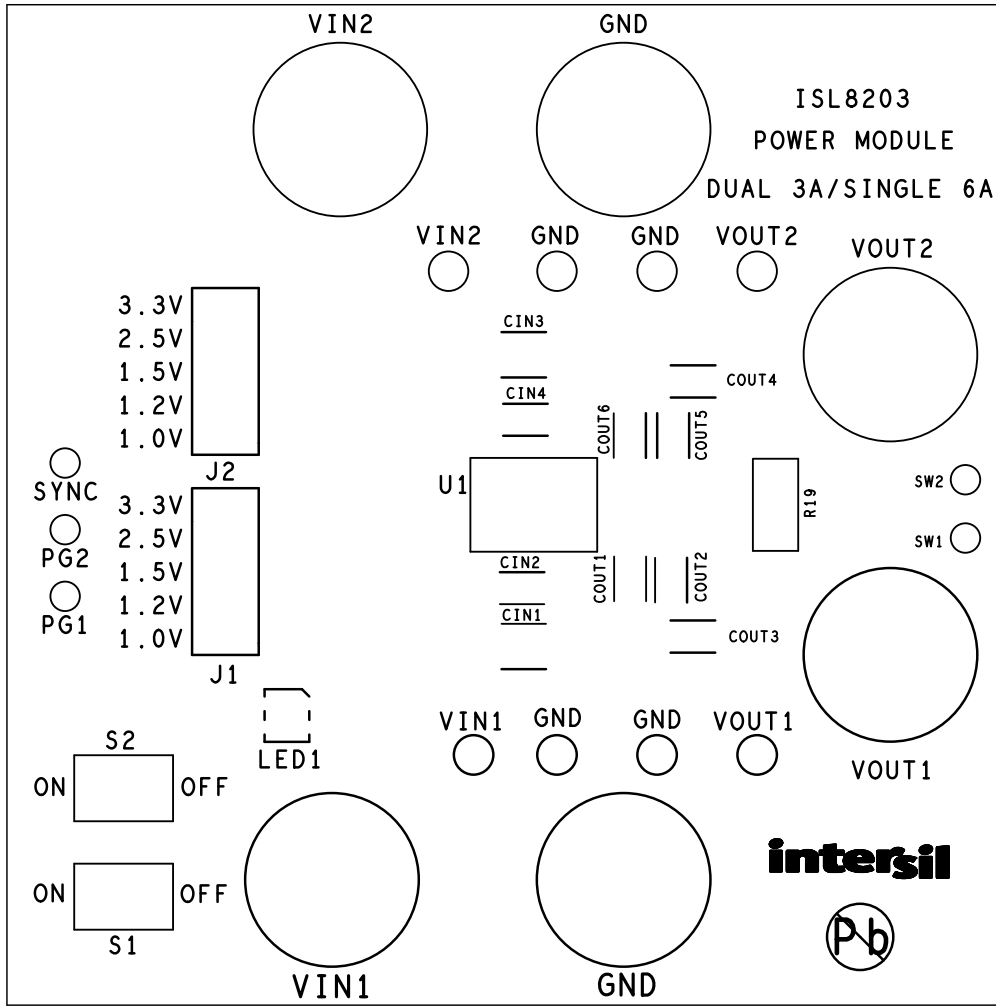 VIN2
GND
ISL8203
POWER MODULE
DUAL 3A/SINGLE 6A
VIN2
GND
GND
VOUT2
VOUT2
3.3V
2.5V
1.5V
1.2V
1.0V
J2
CIN3
CIN4
COUT4
COUT6
COUT5
SYNC
PG2
PG1
3.3V
2.5V
1.5V
1.2V
1.0V
J1
U1
R19
SW2
SW1
CIN2
CIN1
COUT1
COUT2
COUT3
LED1
VIN1
GND
GND
VOUT1
VOUT1
S2
ON
OFF
ON
OFF
S1
VIN1
GND
intersil
Pb